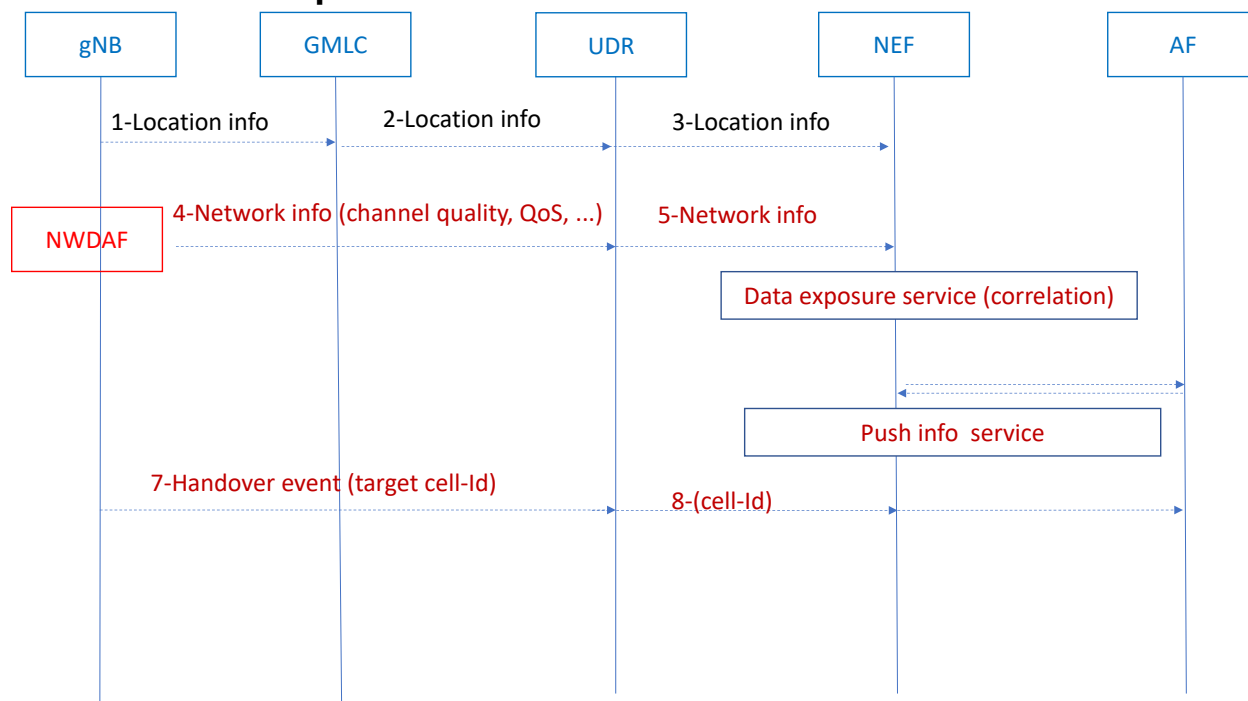 gNB
GMLC
UDR
NEF
AF
1-Location info
2-Location info
3-Location info
4-Network info (channel quality, QoS, ...)
5-Network info
NWDAF
Data exposure service (correlation)
Push info  service
7-Handover event (target cell-Id)
8-(cell-Id)